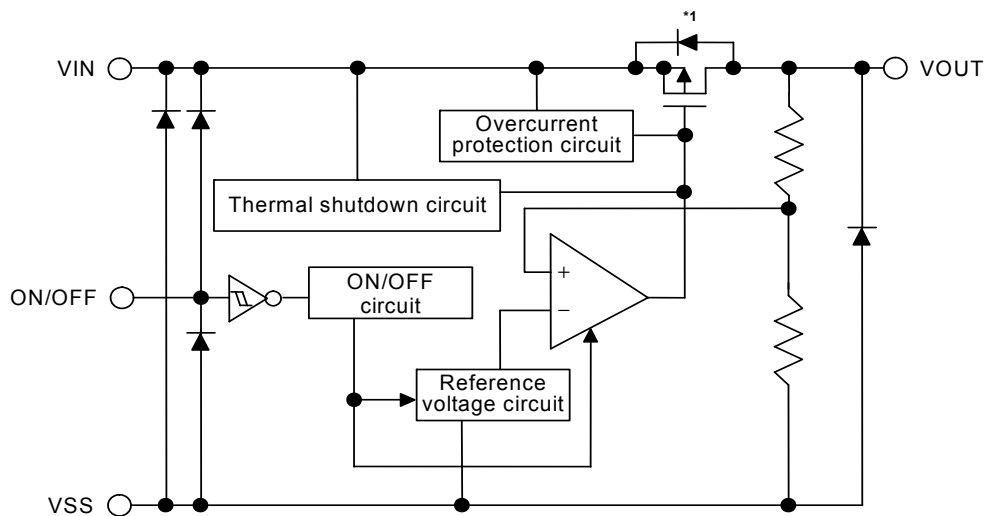 *1
VIN
VOUT
Overcurrent
protection circuit
Thermal shutdown circuit
+
−
ON/OFF
ON/OFF
circuit
Reference
voltage circuit
VSS